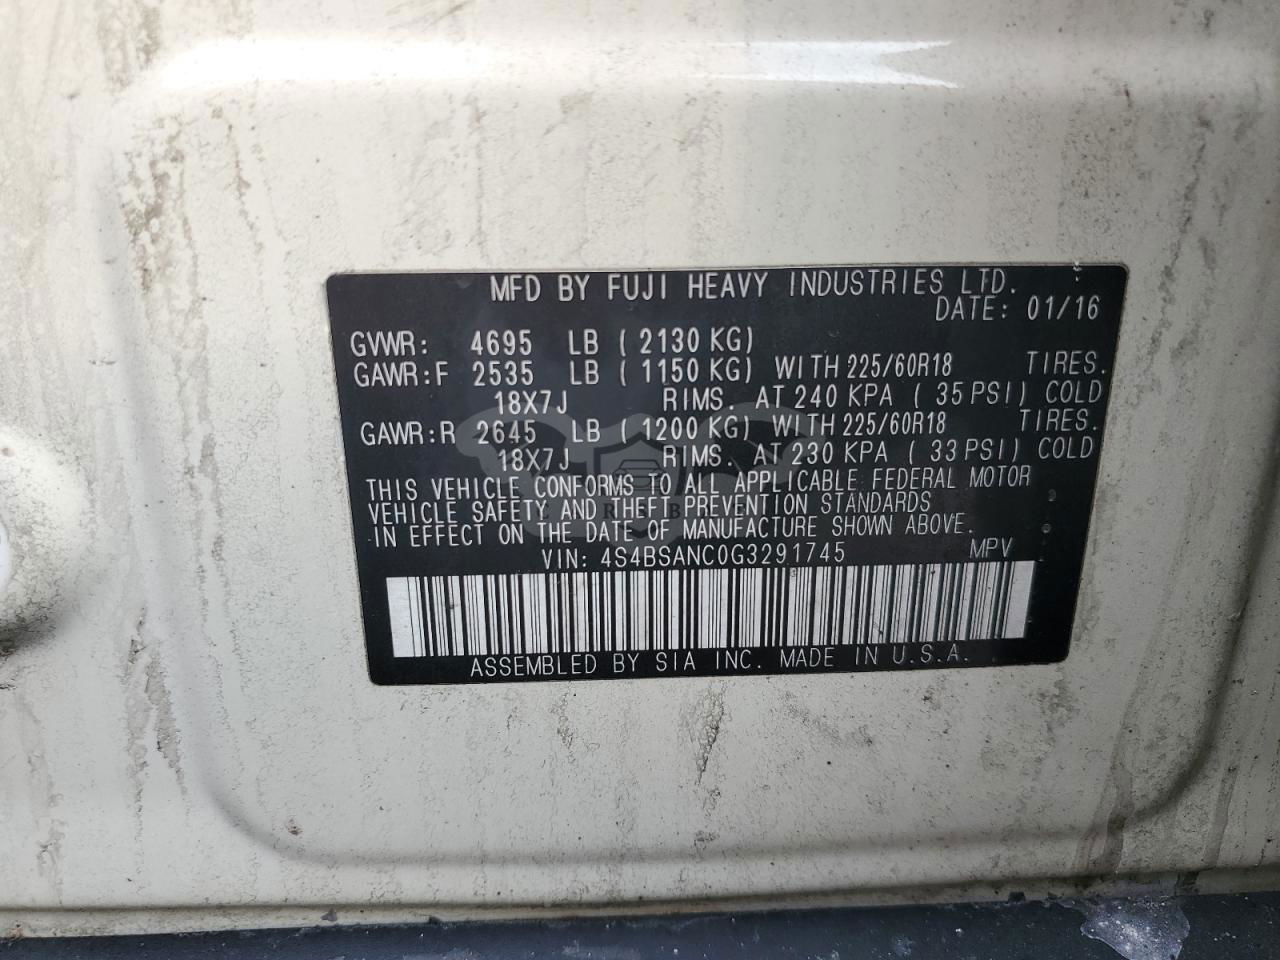 MFD BY FUJI HEAVY INDUSTRIES LTD.
DATE: 01/16
GVWR: 4695 LB ( 2130 KG)
GAWR:F 2535 LB ( 1150 KG) WITH 225/60R18 TIRES.
18X7J RIMS. AT 240 KPA ( 35 PSI) COLD
GAWR:R 2645 LB ( 1200 KG) WITH 225/60R18 TIRES.
18X7J RIMS. AT 230 KPA ( 33 PSI) COLD
THIS VEHICLE CONFORMS TO ALL APPLICABLE FEDERAL MOTOR
VEHICLE SAFETY AND THEFT PREVENTION STANDARDS
IN EFFECT ON THE DATE OF MANUFACTURE SHOWN ABOVE.
VIN: 4S4BSANC0G3291745 MPV
ASSEMBLED BY SIA INC. MADE IN U.S.A.